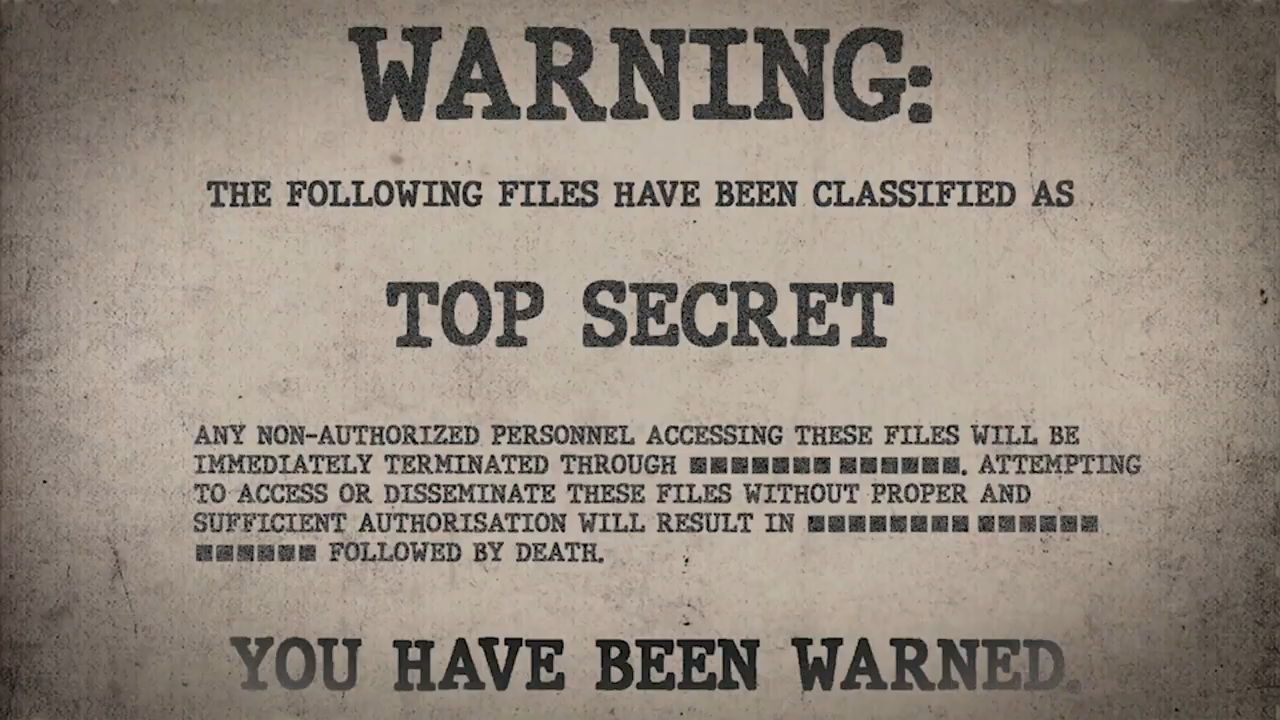 WARNING:
THE FOLLOWING FILES HAVE BEEN CLASSIFIED AS
TOP SECRET
ANY NON-AUTHORIZED PERSONNEL ACCESSING THESE FILES WILL BE
IMMEDIATELY TERMINATED THROUGH ■■■■■■■ ■■■■■■. ATTEMPTING
TO ACCESS OR DISSEMINATE THESE FILES WITHOUT PROPER AND
SUFFICIENT AUTHORISATION WILL RESULT IN ■■■■■■■■ ■■■■■■
■■■■■■ FOLLOWED BY DEATH.
YOU HAVE BEEN WARNED.